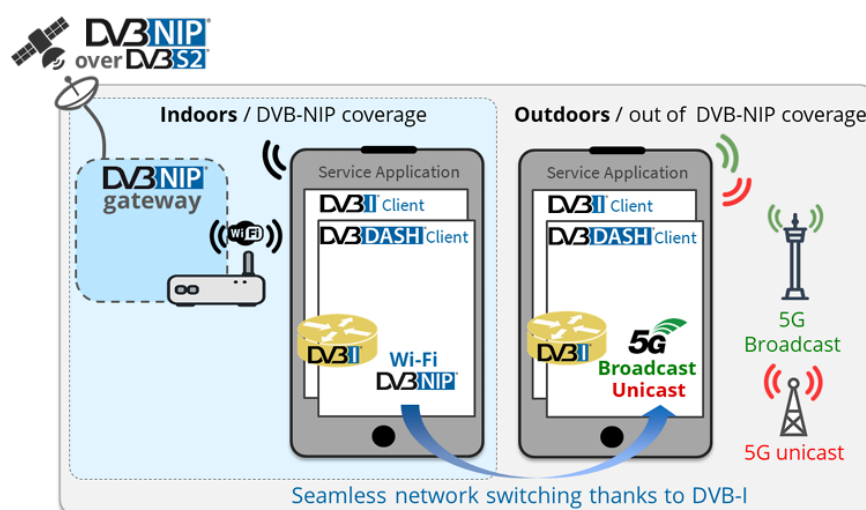 DVB NIP
over DVB S2
Indoors / DVB-NIP coverage
Outdoors / out of DVB-NIP coverage
DVB NIP
gateway
Wi Fi
Service Application
DVB I Client
DVB DASH Client
DVB I
Wi-Fi
DVB NIP
Service Application
DVB I Client
DVB DASH Client
DVB I
5G
Broadcast
Unicast
5G
Broadcast
5G unicast
Seamless network switching thanks to DVB-I